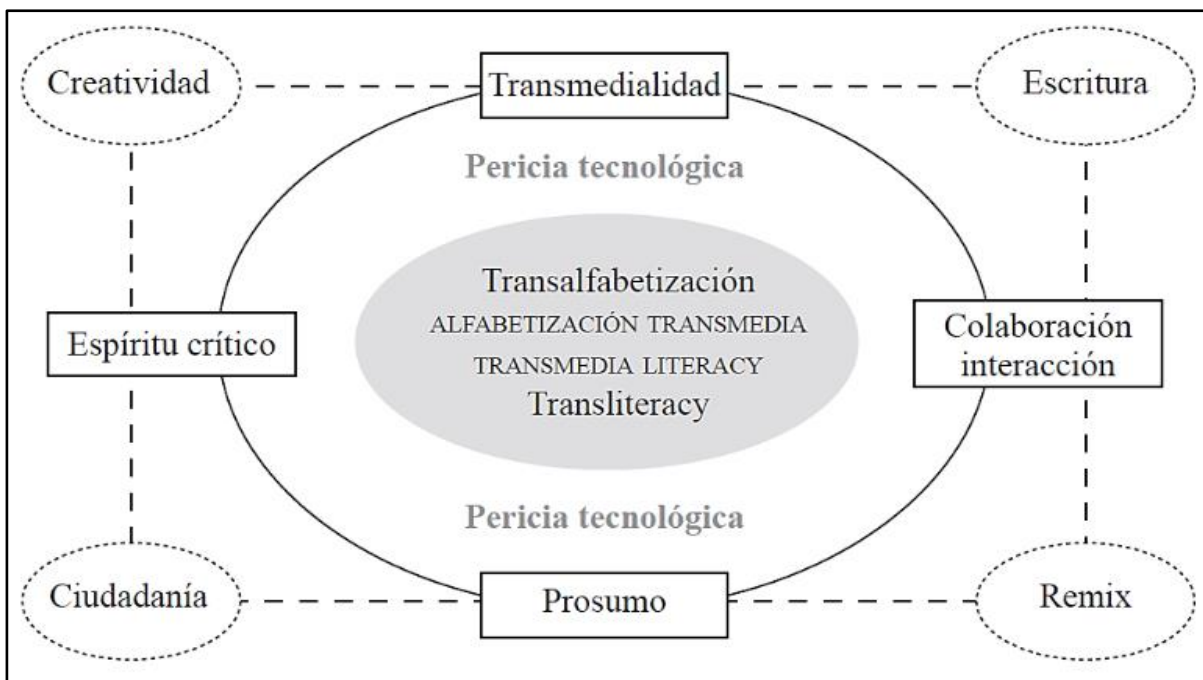 Creatividad
Transmedialidad
Escritura
Pericia tecnológica
Transalfabetización
ALFABETIZACIÓN TRANSMEDIA
TRANSMEDIA LITERACY
Transliteracy
Espíritu crítico
Colaboración
interacción
Pericia tecnológica
Ciudadanía
Prosumo
Remix